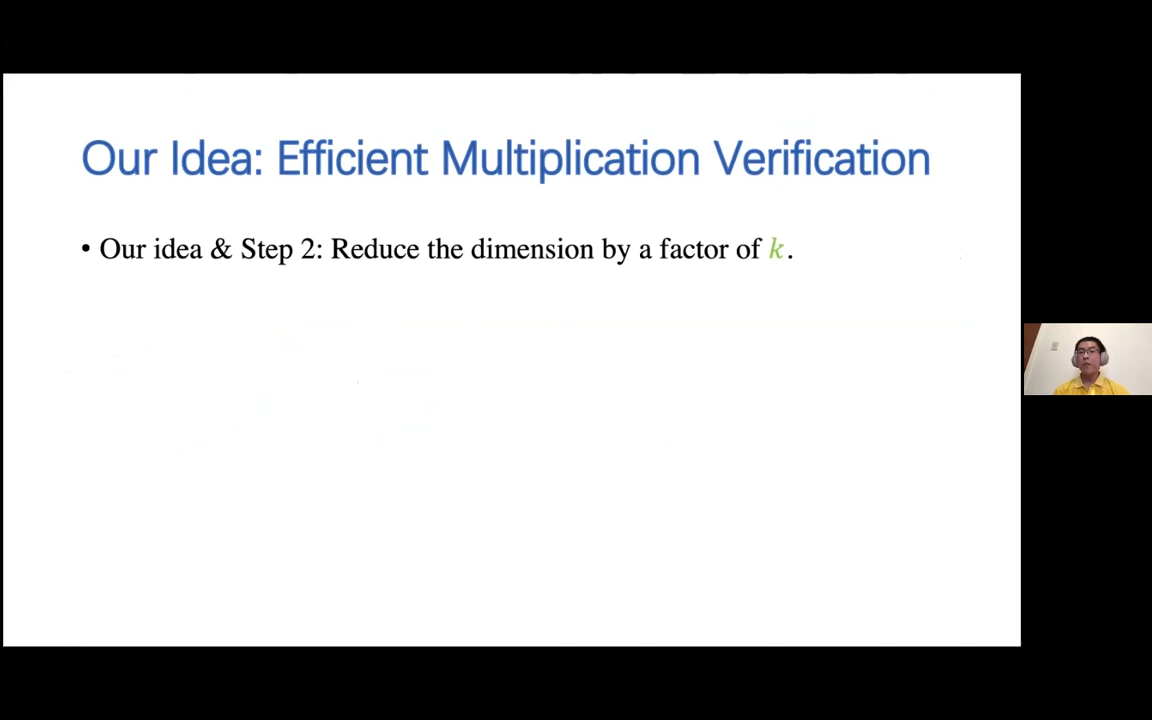 Our Idea: Efficient Multiplication Verification
• Our idea & Step 2: Reduce the dimension by a factor of k.